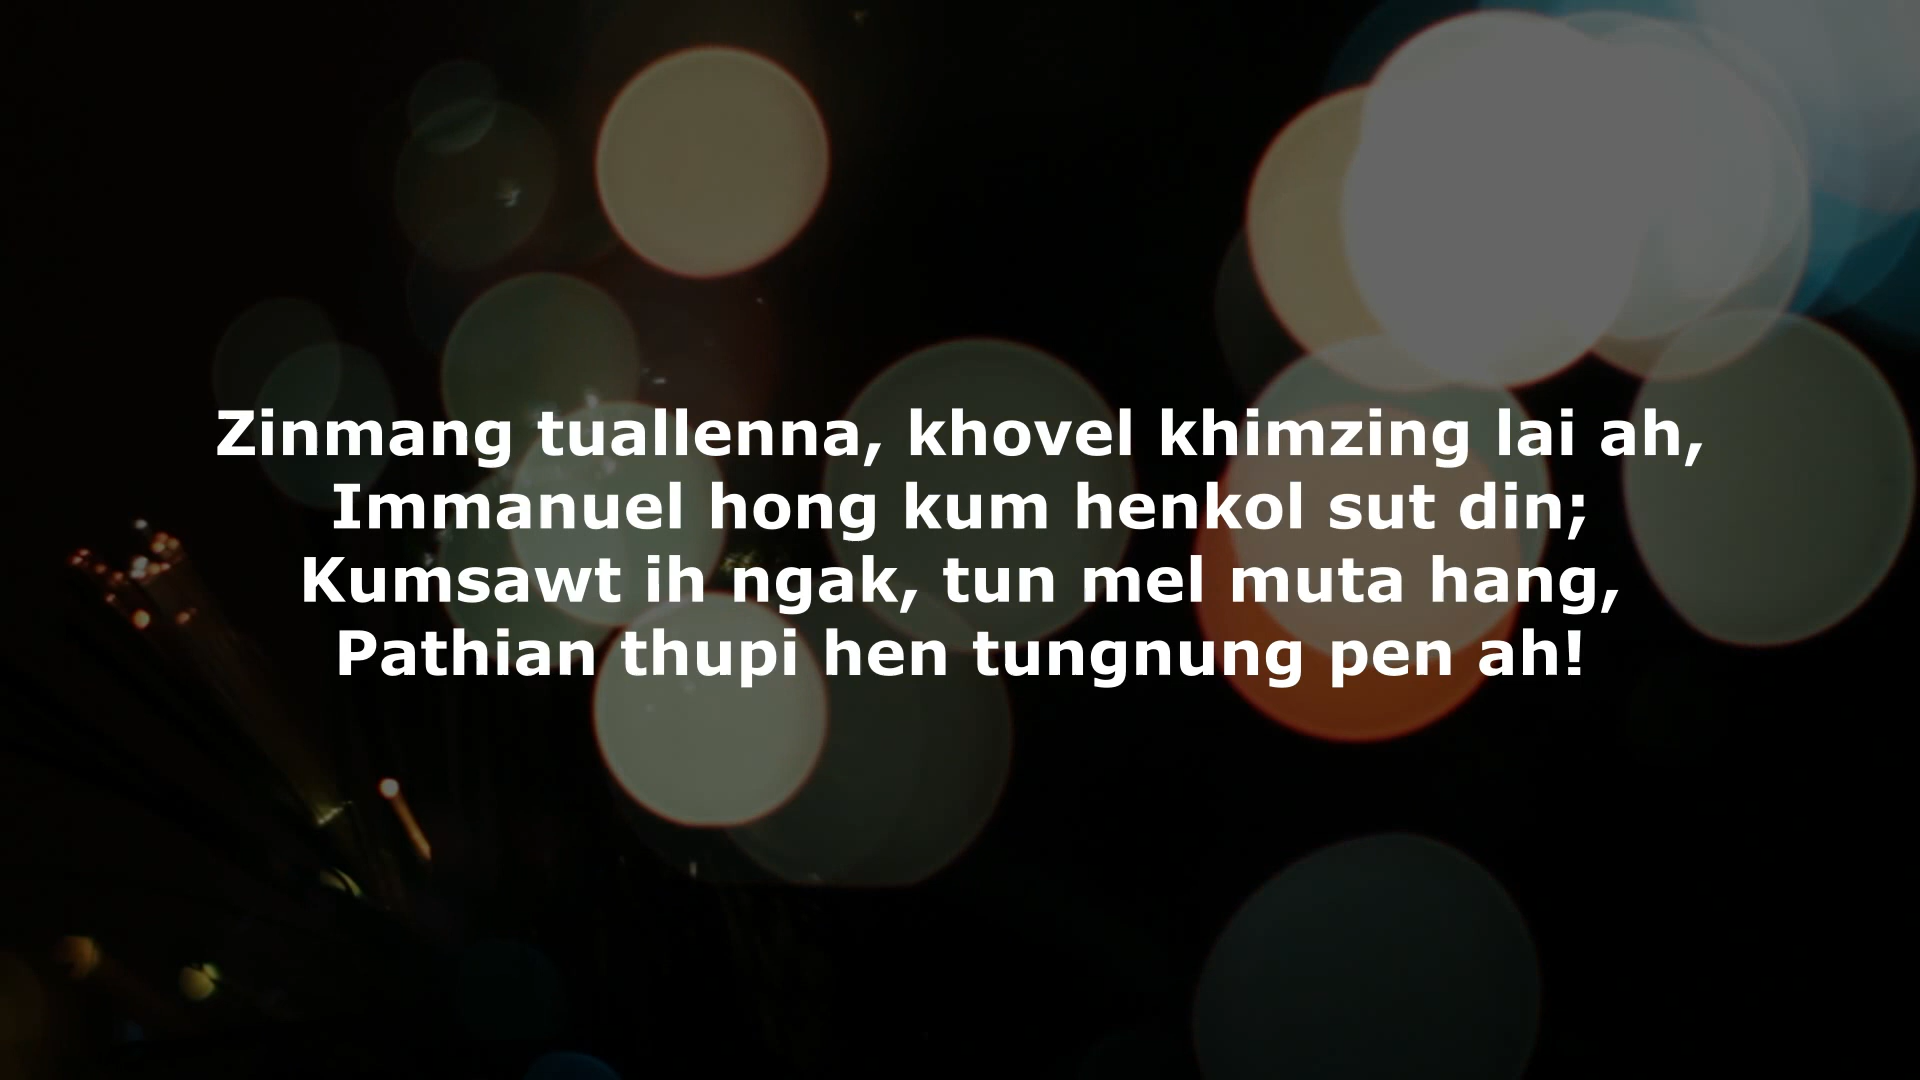 Zinmang tuallenna, khovel khimzing lai ah,
Immanuel hong kum henkol sut din;
Kumsawt ih ngak, tun mel muta hang,
Pathian thupi hen tungnung pen ah!